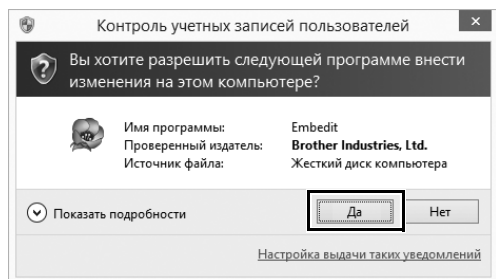 Контроль учетных записей пользователей
Вы хотите разрешить следующей программе внести
изменения на этом компьютере?
Имя программы: Embedit
Проверенный издатель: Brother Industries, Ltd.
Источник файла: Жесткий диск компьютера
Показать подробности Да Нет
Настройка выдачи таких уведомлений